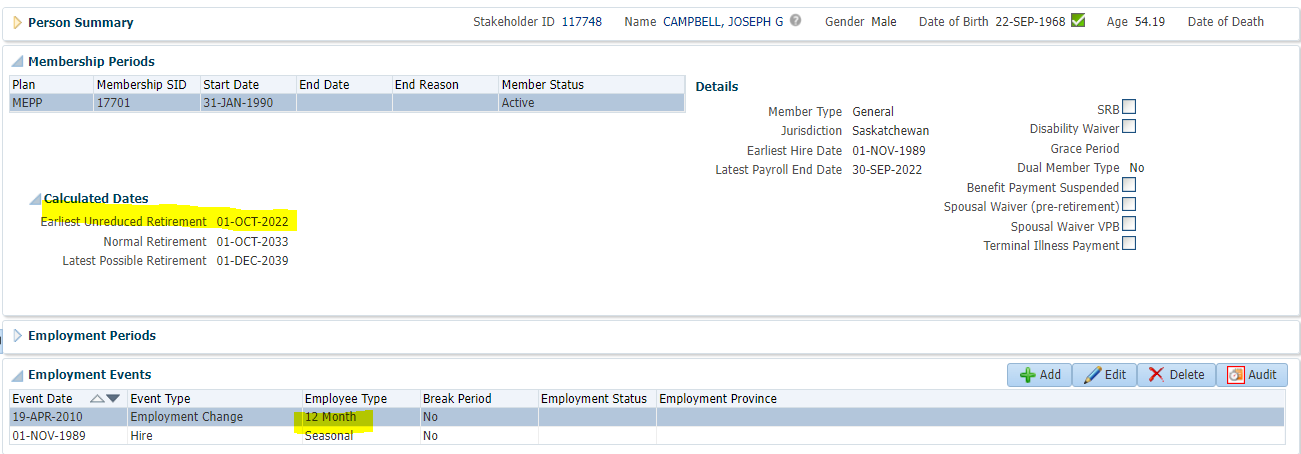 Person Summary Stakeholder ID 117748 Name CAMPBELL, JOSEPH G Gender Male Date of Birth 22-SEP-1968 Age 54.19 Date of Death
Membership Periods
Plan Membership SID Start Date End Date End Reason Member Status
MEPP 17701 31-JAN-1990 Active
Details
Member Type General
Jurisdiction Saskatchewan
Earliest Hire Date 01-NOV-1989
Latest Payroll End Date 30-SEP-2022
SRB
Disability Waiver
Grace Period
Dual Member Type No
Benefit Payment Suspended
Spousal Waiver (pre-retirement)
Spousal Waiver VPB
Terminal Illness Payment
Calculated Dates
Earliest Unreduced Retirement 01-OCT-2022
Normal Retirement 01-OCT-2033
Latest Possible Retirement 01-DEC-2039
Employment Periods
Employment Events Add Edit Delete Audit
Event Date Event Type Employee Type Break Period Employment Status Employment Province
19-APR-2010 Employment Change 12 Month No
01-NOV-1989 Hire Seasonal No